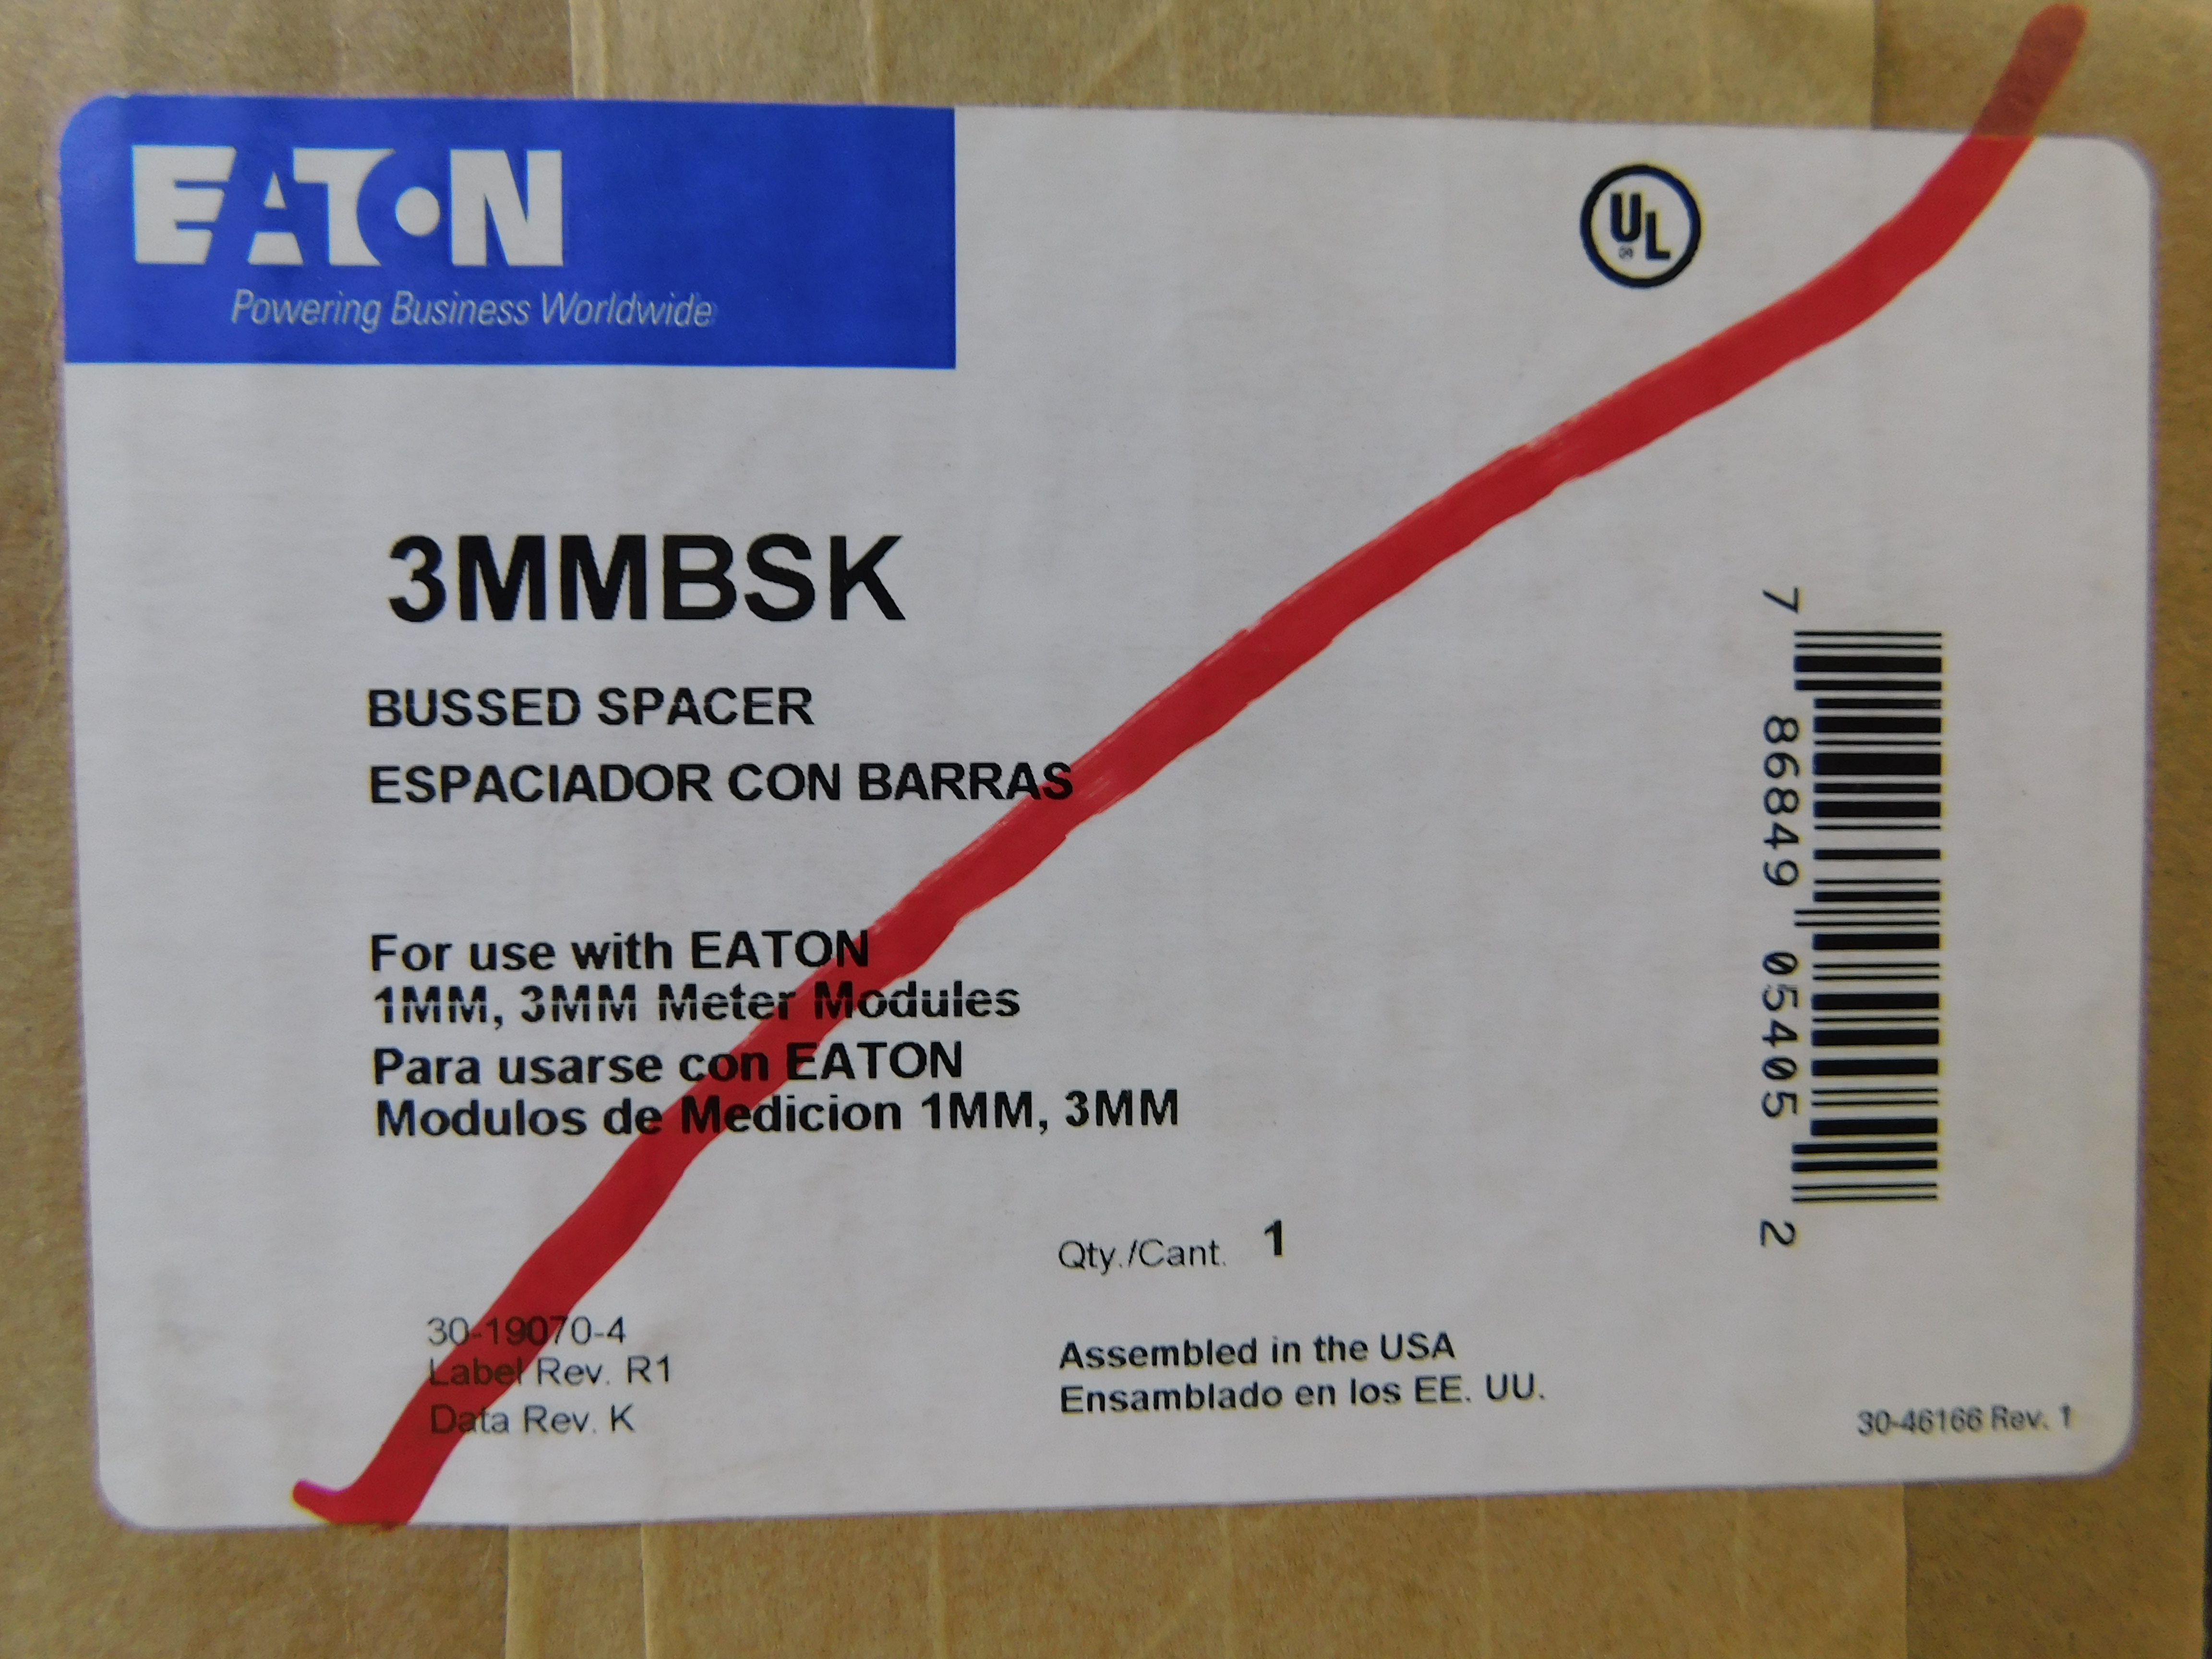 EATON
Powering Business Worldwide
UL
3MMBSK
BUSSED SPACER
ESPACIADOR CON BARRAS
For use with EATON
1MM, 3MM Meter Modules
Para usarse con EATON
Modulos de Medicion 1MM, 3MM
7 86849 05405 2
Qty./Cant. 1
30-19070-4
Label Rev. R1
Data Rev. K
Assembled in the USA
Ensamblado en los EE. UU.
30-46166 Rev. 1